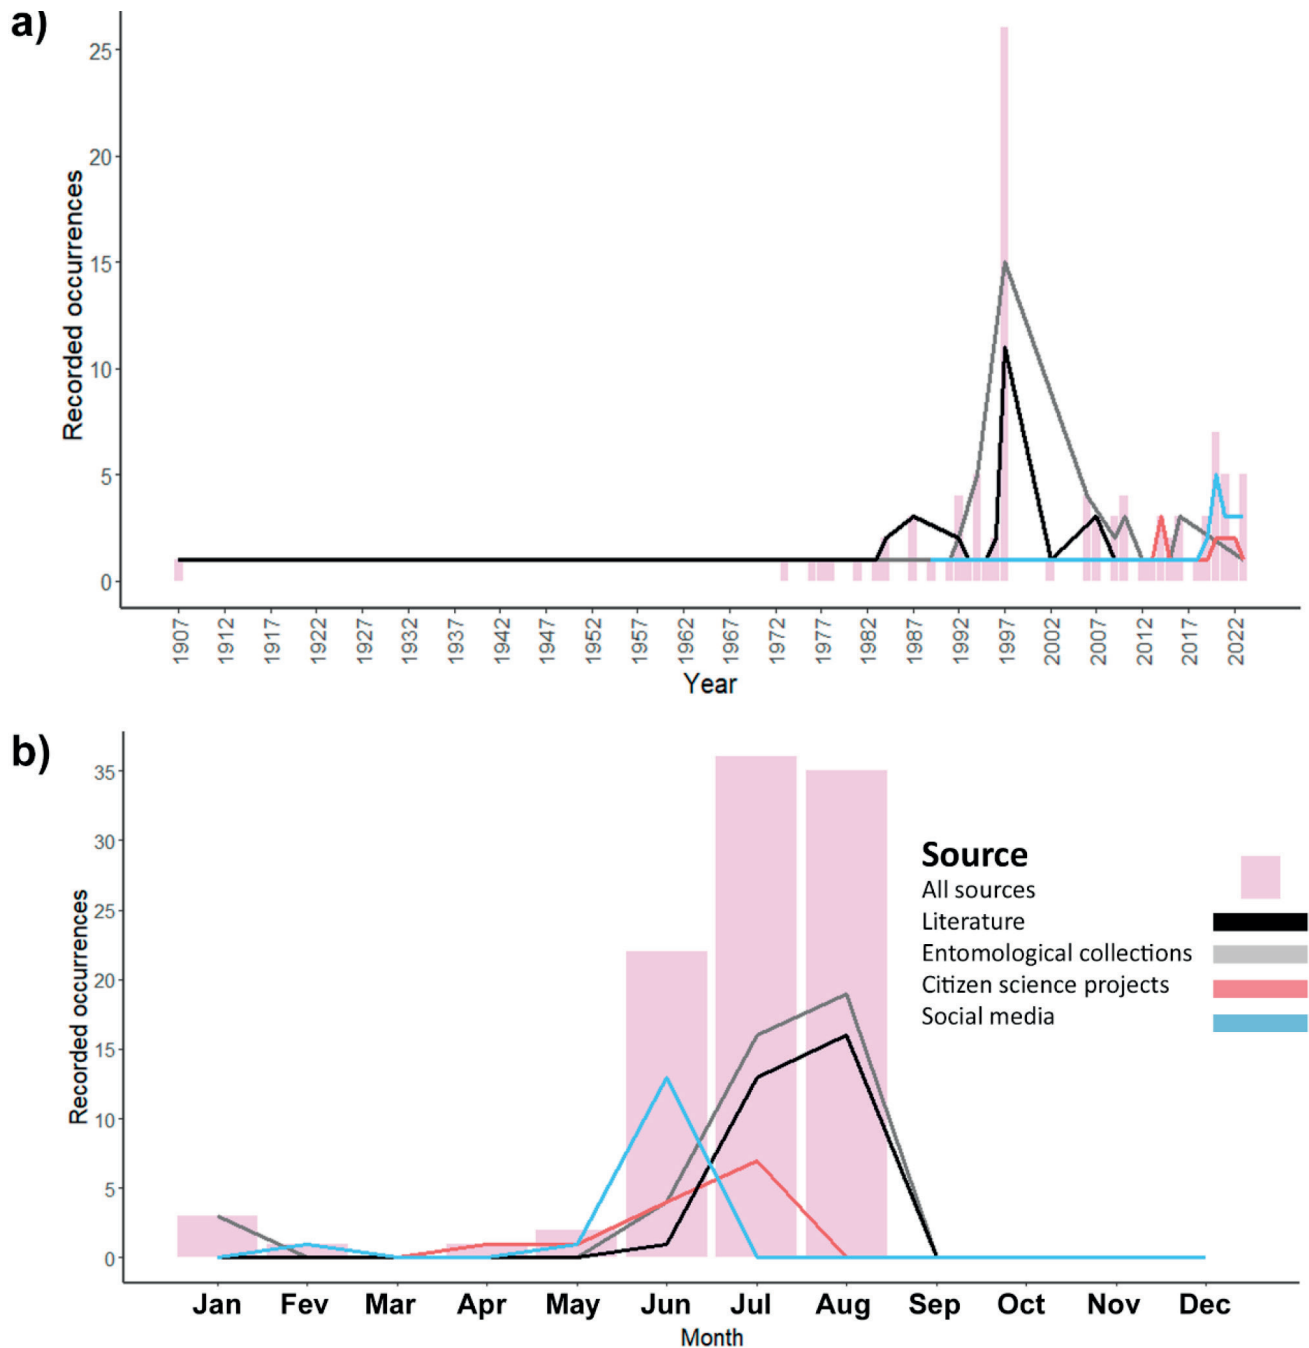 a)
Recorded occurrences
25
20
15
10
5
0
1907 1912 1917 1922 1927 1932 1937 1942 1947 1952 1957 1962 1967 1972 1977 1982 1987 1992 1997 2002 2007 2012 2017 2022
Year
b)
Recorded occurrences
35
30
25
20
15
10
5
0
Source
All sources
Literature
Entomological collections
Citizen science projects
Social media
Jan Fev Mar Apr May Jun Jul Aug Sep Oct Nov Dec
Month